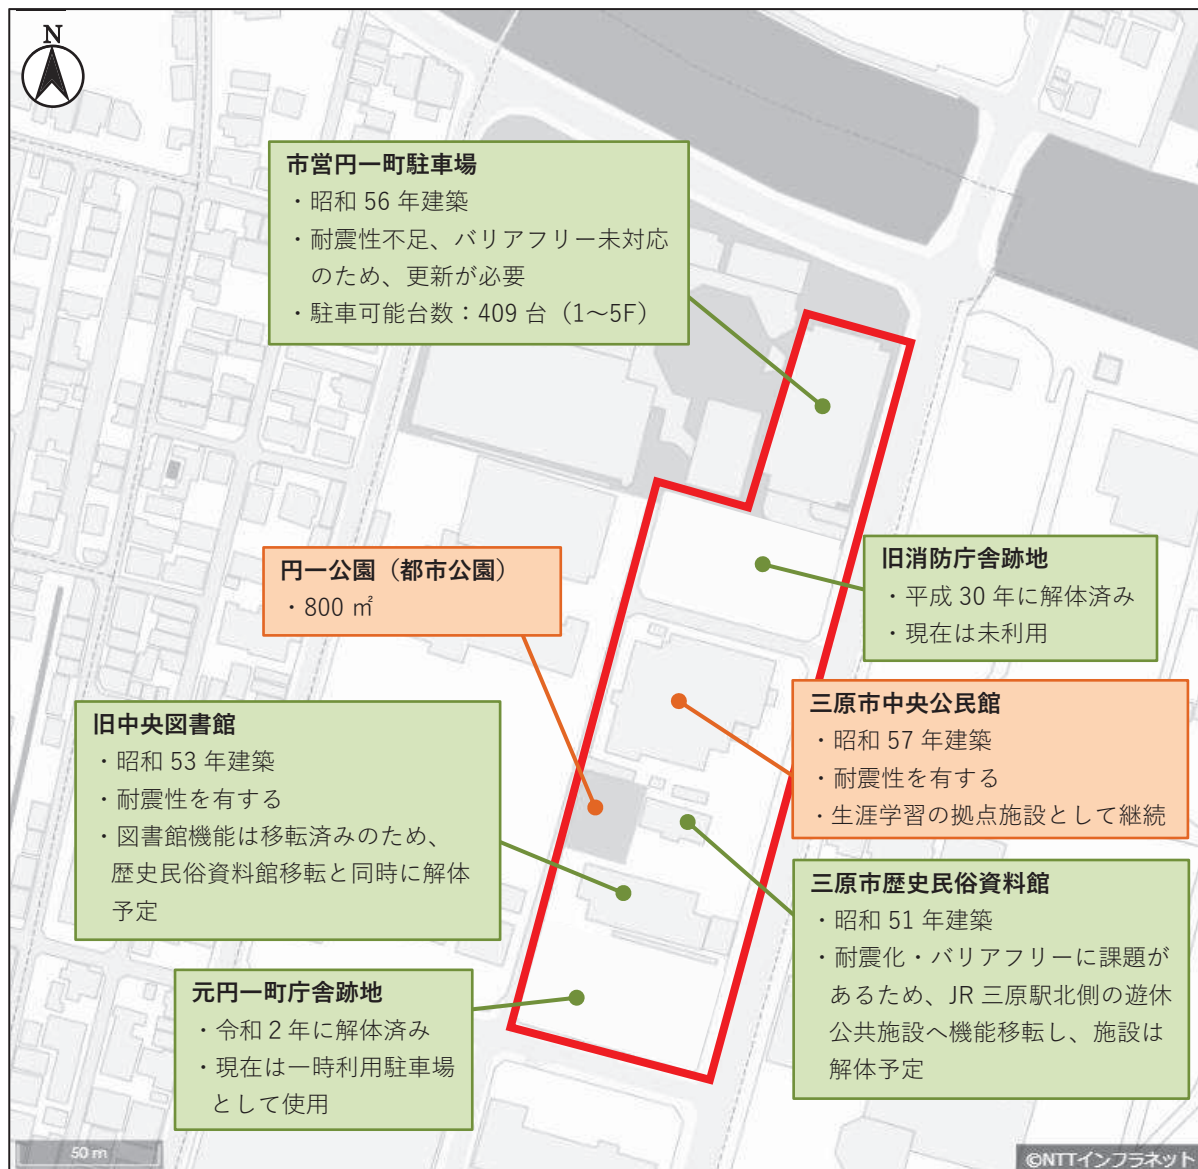 N
市営円一町駐車場
・昭和 56 年建築
・耐震性不足、バリアフリー未対応
のため、更新が必要
・駐車可能台数：409 台（1～5F）
旧消防庁舎跡地
・平成 30 年に解体済み
・現在は未利用
円一公園（都市公園）
・800 ㎡
三原市中央公民館
・昭和 57 年建築
・耐震性を有する
・生涯学習の拠点施設として継続
旧中央図書館
・昭和 53 年建築
・耐震性を有する
・図書館機能は移転済みのため、
歴史民俗資料館移転と同時に解体
予定
三原市歴史民俗資料館
・昭和 51 年建築
・耐震化・バリアフリーに課題が
あるため、JR 三原駅北側の遊休
公共施設へ機能移転し、施設は
解体予定
元円一町庁舎跡地
・令和２年に解体済み
・現在は一時利用駐車場
として使用
50 m
©NTTインフラネット